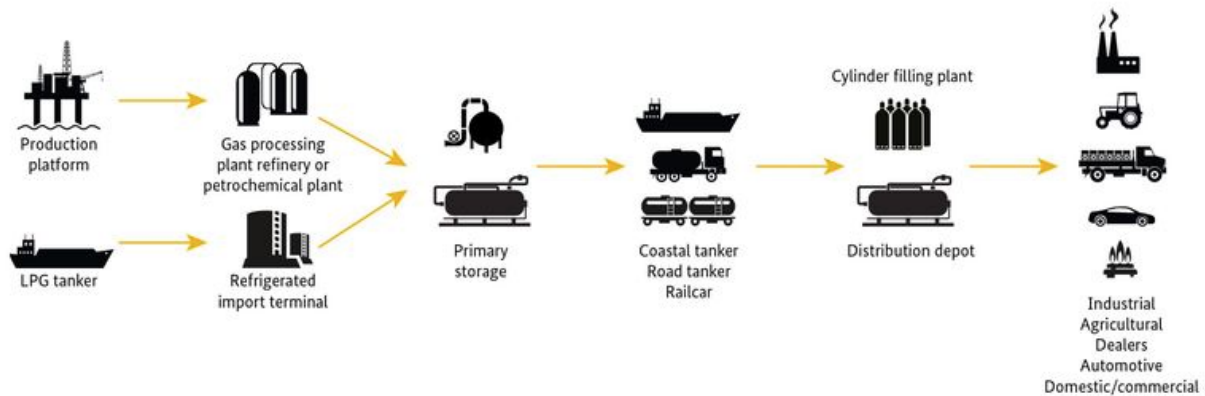 Production
platform
Gas processing
plant refinery or
petrochemical plant
LPG tanker
Refrigerated
import terminal
Primary
storage
Coastal tanker
Road tanker
Railcar
Cylinder filling plant
Distribution depot
Industrial
Agricultural
Dealers
Automotive
Domestic/commercial